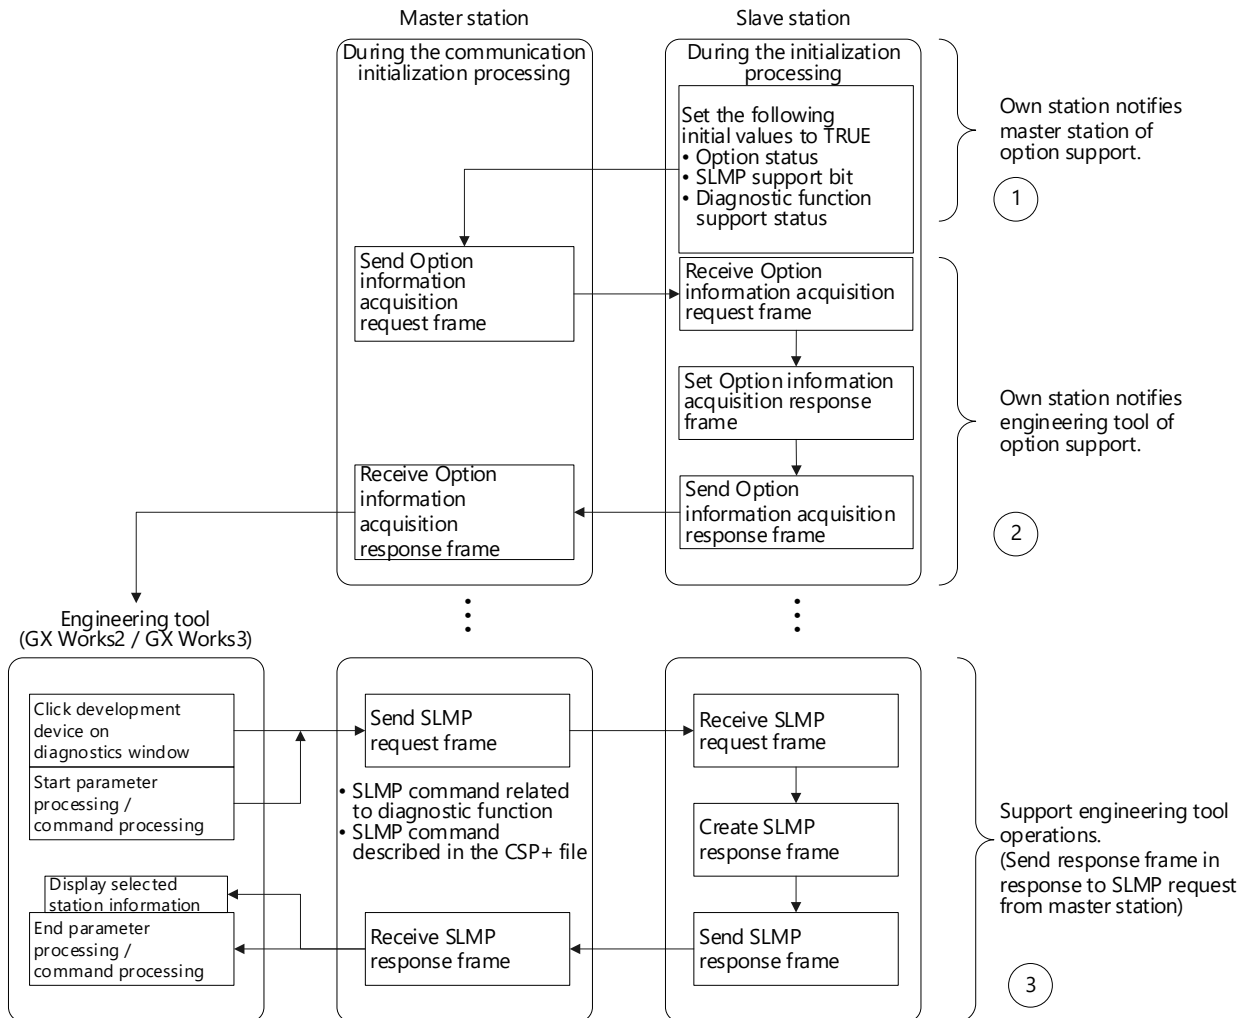 Master station
Slave station
During the communication
initialization processing
During the initialization
processing
Set the following
initial values to TRUE
• Option status
• SLMP support bit
• Diagnostic function
support status
Own station notifies
master station of
option support.
1
Send Option
information
acquisition
request frame
Receive Option
information acquisition
request frame
Set Option information
acquisition response
frame
Own station notifies
engineering tool of
option support.
Receive Option
information
acquisition
response frame
Send Option
information acquisition
response frame
2
Engineering tool
(GX Works2 / GX Works3)
Click development
device on
diagnostics window
Start parameter
processing /
command processing
Send SLMP
request frame
Receive SLMP
request frame
• SLMP command related
to diagnostic function
• SLMP command
described in the CSP+ file
Create SLMP
response frame
Support engineering tool
operations.
(Send response frame in
response to SLMP request
from master station)
Display selected
station information
End parameter
processing /
command processing
Receive SLMP
response frame
Send SLMP
response frame
3